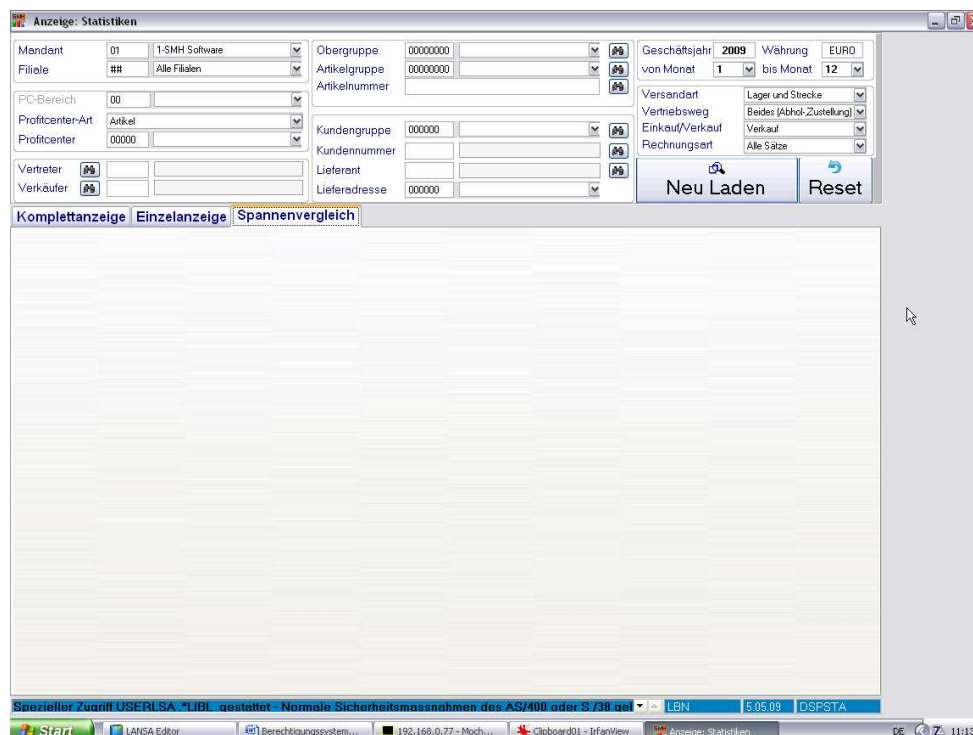 Anzeige: Statistiken
Mandant 01 1-SMH Software
Filiale ## Alle Filialen
PC-Bereich 00
Profitcenter-Art Artikel
Profitcenter 00000
Vertreter
Verkäufer
Obergruppe 00000000
Artikelgruppe 00000000
Artikelnummer
Kundengruppe 000000
Kundennummer
Lieferant
Lieferadresse 000000
Geschäftsjahr 2009 Währung EURO
von Monat 1 bis Monat 12
Versandart Lager und Strecke
Vertriebsweg Beides (Abhol-Zustellung)
Einkauf/Verkauf Verkauf
Rechnungsart Alle Sätze
Neu Laden Reset
Komplettanzeige Einzelanzeige Spannenvergleich
Spezieller Zugriff USERLSA *LIBL gestattet - Normale Sicherheitsmassnahmen des AS/400 oder S/38 gel LBN 5.05.09 DSPSTA
Start LANSA Editor Berechtigungssystem... 192.168.0.77 - Moch... Clipboard01 - IrfanView Anzeige: Statistiken DE 11:13